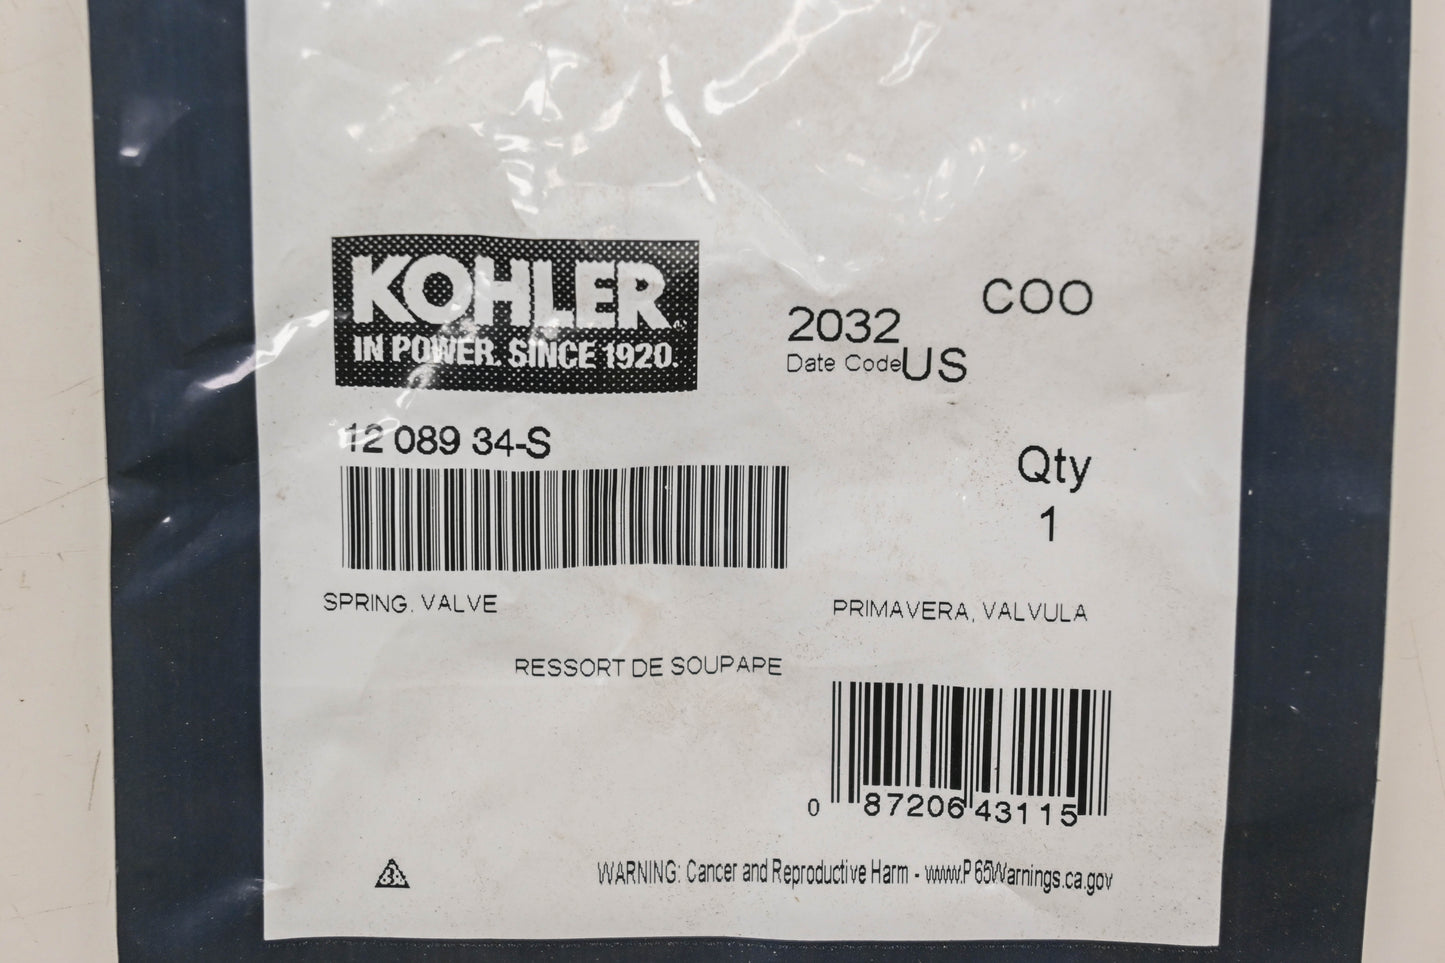 KOHLER
IN POWER. SINCE 1920.
COO
2032
Date Code
US
12 089 34-S
Qty
1
SPRING, VALVE
PRIMAVERA, VALVULA
RESSORT DE SOUPAPE
0 87206 43115
3
WARNING: Cancer and Reproductive Harm - www.P65Warnings.ca.gov